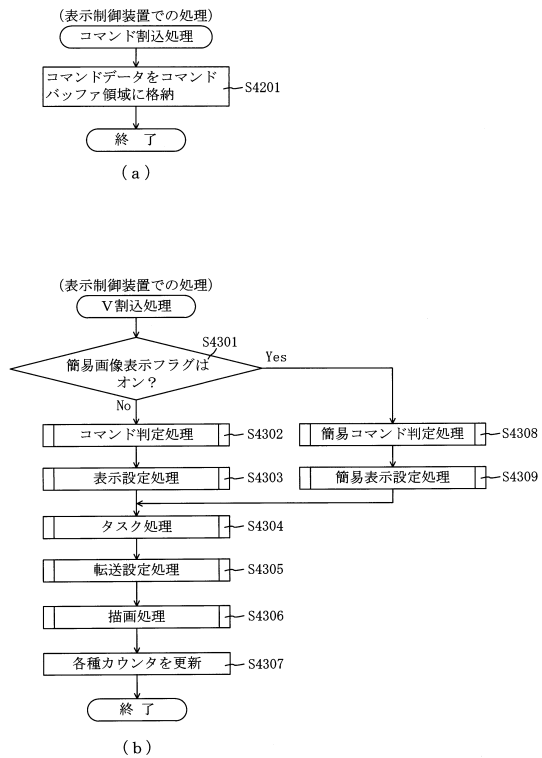 (表示制御装置での処理)
コマンド割込処理
コマンドデータをコマンド
バッファ領域に格納
S4201
終 了
(a)
(表示制御装置での処理)
V割込処理
S4301
簡易画像表示フラグは
オン?
Yes
No
コマンド判定処理
S4302
簡易コマンド判定処理
S4308
表示設定処理
S4303
簡易表示設定処理
S4309
タスク処理
S4304
転送設定処理
S4305
描画処理
S4306
各種カウンタを更新
S4307
終 了
(b)